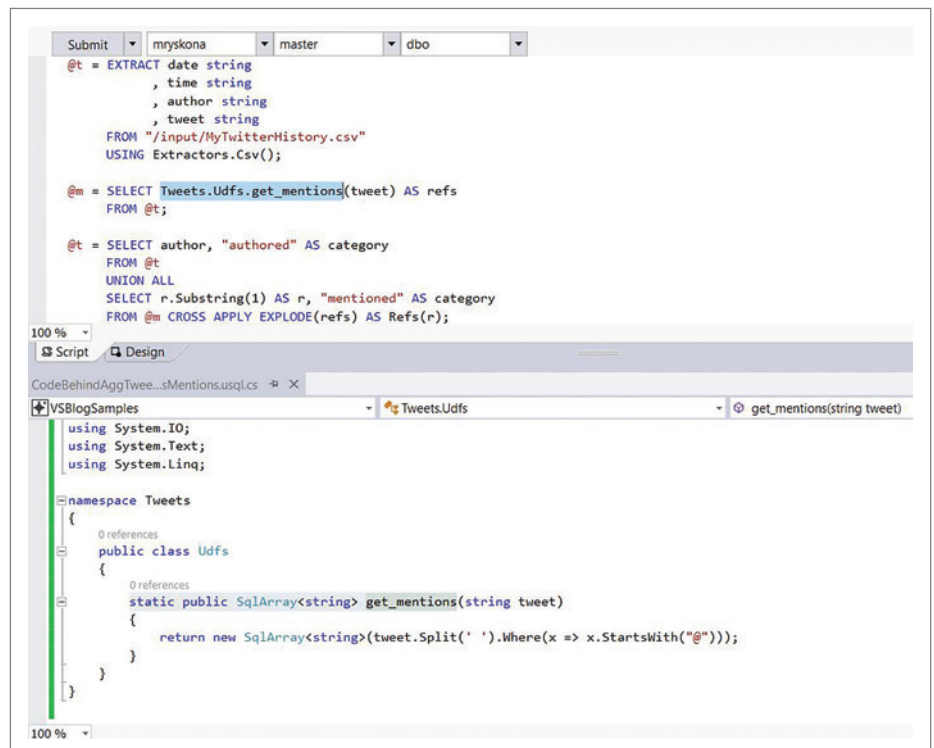 Submit mryskona master dbo
@t = EXTRACT date string
, time string
, author string
, tweet string
FROM "/input/MyTwitterHistory.csv"
USING Extractors.Csv();
@m = SELECT Tweets.Udfs.get_mentions(tweet) AS refs
FROM @t;
@t = SELECT author, "authored" AS category
FROM @t
UNION ALL
SELECT r.Substring(1) AS r, "mentioned" AS category
FROM @m CROSS APPLY EXPLODE(refs) AS Refs(r);
100 %
Script Design
CodeBehindAggTwee...sMentions.usql.cs
VSBlogSamples Tweets.Udfs get_mentions(string tweet)
using System.IO;
using System.Text;
using System.Linq;
namespace Tweets
{
0 references
public class Udfs
{
0 references
static public SqlArray<string> get_mentions(string tweet)
{
return new SqlArray<string>(tweet.Split(' ').Where(x => x.StartsWith("@")));
}
}
}
100 %